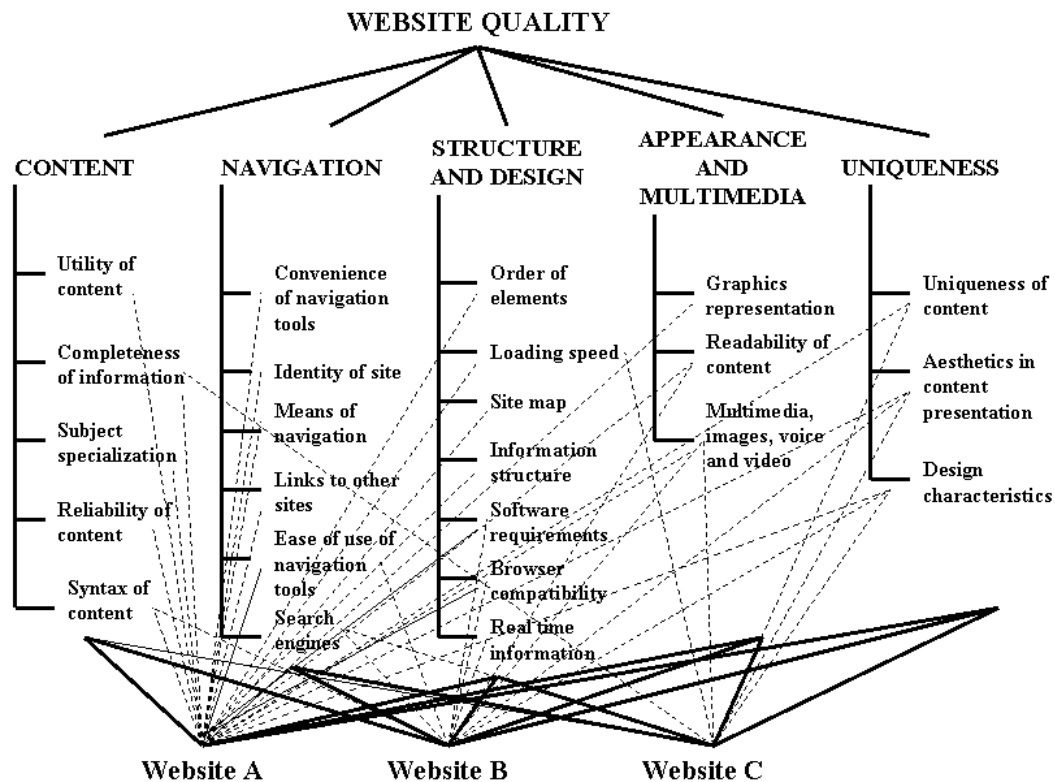 WEBSITE QUALITY
CONTENT
NAVIGATION
STRUCTURE
AND DESIGN
APPEARANCE
AND
MULTIMEDIA
UNIQUENESS
Utility of
content
Completeness
of information
Subject
specialization
Reliability of
content
Syntax of
content
Convenience
of navigation
tools
Identity of site
Means of
navigation
Links to other
sites
Ease of use of
navigation
tools
Search
engines
Order of
elements
Loading speed
Site map
Information
structure
Software
requirements
Browser
compatibility
Real time
information
Graphics
representation
Readability of
content
Multimedia,
images, voice
and video
Uniqueness of
content
Aesthetics in
content
presentation
Design
characteristics
Website A
Website B
Website C